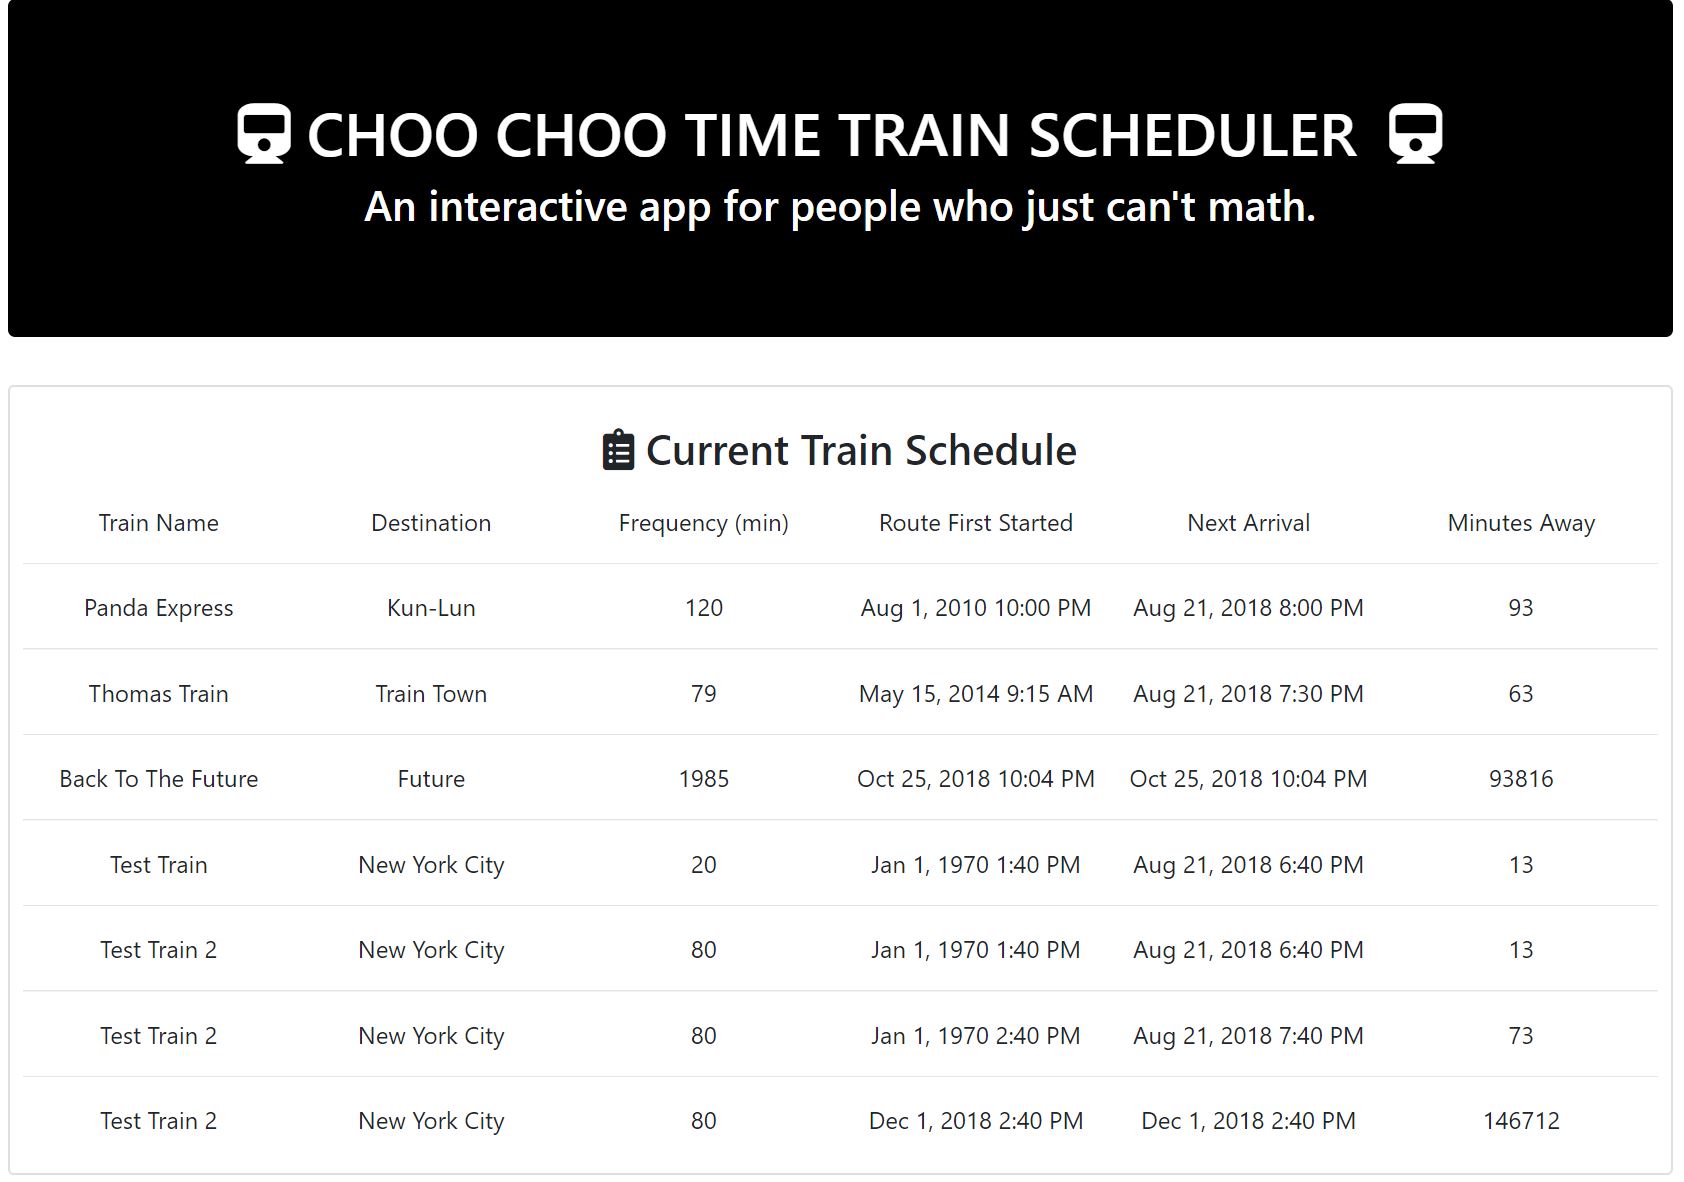 CHOO CHOO TIME TRAIN SCHEDULER
An interactive app for people who just can't math.
Current Train Schedule
Train Name Destination Frequency (min) Route First Started Next Arrival Minutes Away
Panda Express Kun-Lun 120 Aug 1, 2010 10:00 PM Aug 21, 2018 8:00 PM 93
Thomas Train Train Town 79 May 15, 2014 9:15 AM Aug 21, 2018 7:30 PM 63
Back To The Future Future 1985 Oct 25, 2018 10:04 PM Oct 25, 2018 10:04 PM 93816
Test Train New York City 20 Jan 1, 1970 1:40 PM Aug 21, 2018 6:40 PM 13
Test Train 2 New York City 80 Jan 1, 1970 1:40 PM Aug 21, 2018 6:40 PM 13
Test Train 2 New York City 80 Jan 1, 1970 2:40 PM Aug 21, 2018 7:40 PM 73
Test Train 2 New York City 80 Dec 1, 2018 2:40 PM Dec 1, 2018 2:40 PM 146712